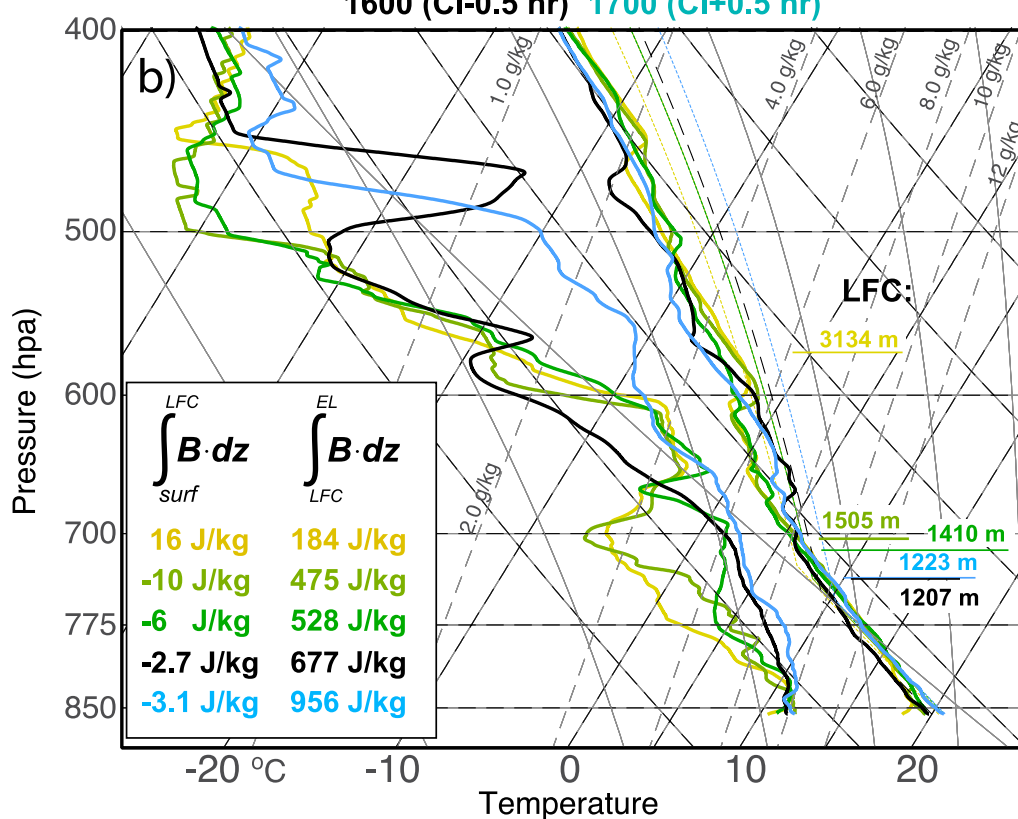 1600 (CI-0.5 hr) 1700 (CI+0.5 hr)
400
b)
1.0 g/kg
4.0 g/kg
6.0 g/kg
8.0 g/kg
10 g/kg
12 g/kg
500
LFC:
3134 m
Pressure (hpa)
600
LFC EL
∫B·dz ∫B·dz
surf LFC
2.0 g/kg
16 J/kg 184 J/kg
-10 J/kg 475 J/kg
-6 J/kg 528 J/kg
-2.7 J/kg 677 J/kg
-3.1 J/kg 956 J/kg
700
1505 m
1410 m
1223 m
1207 m
775
850
-20 ºC -10 0 10 20
Temperature